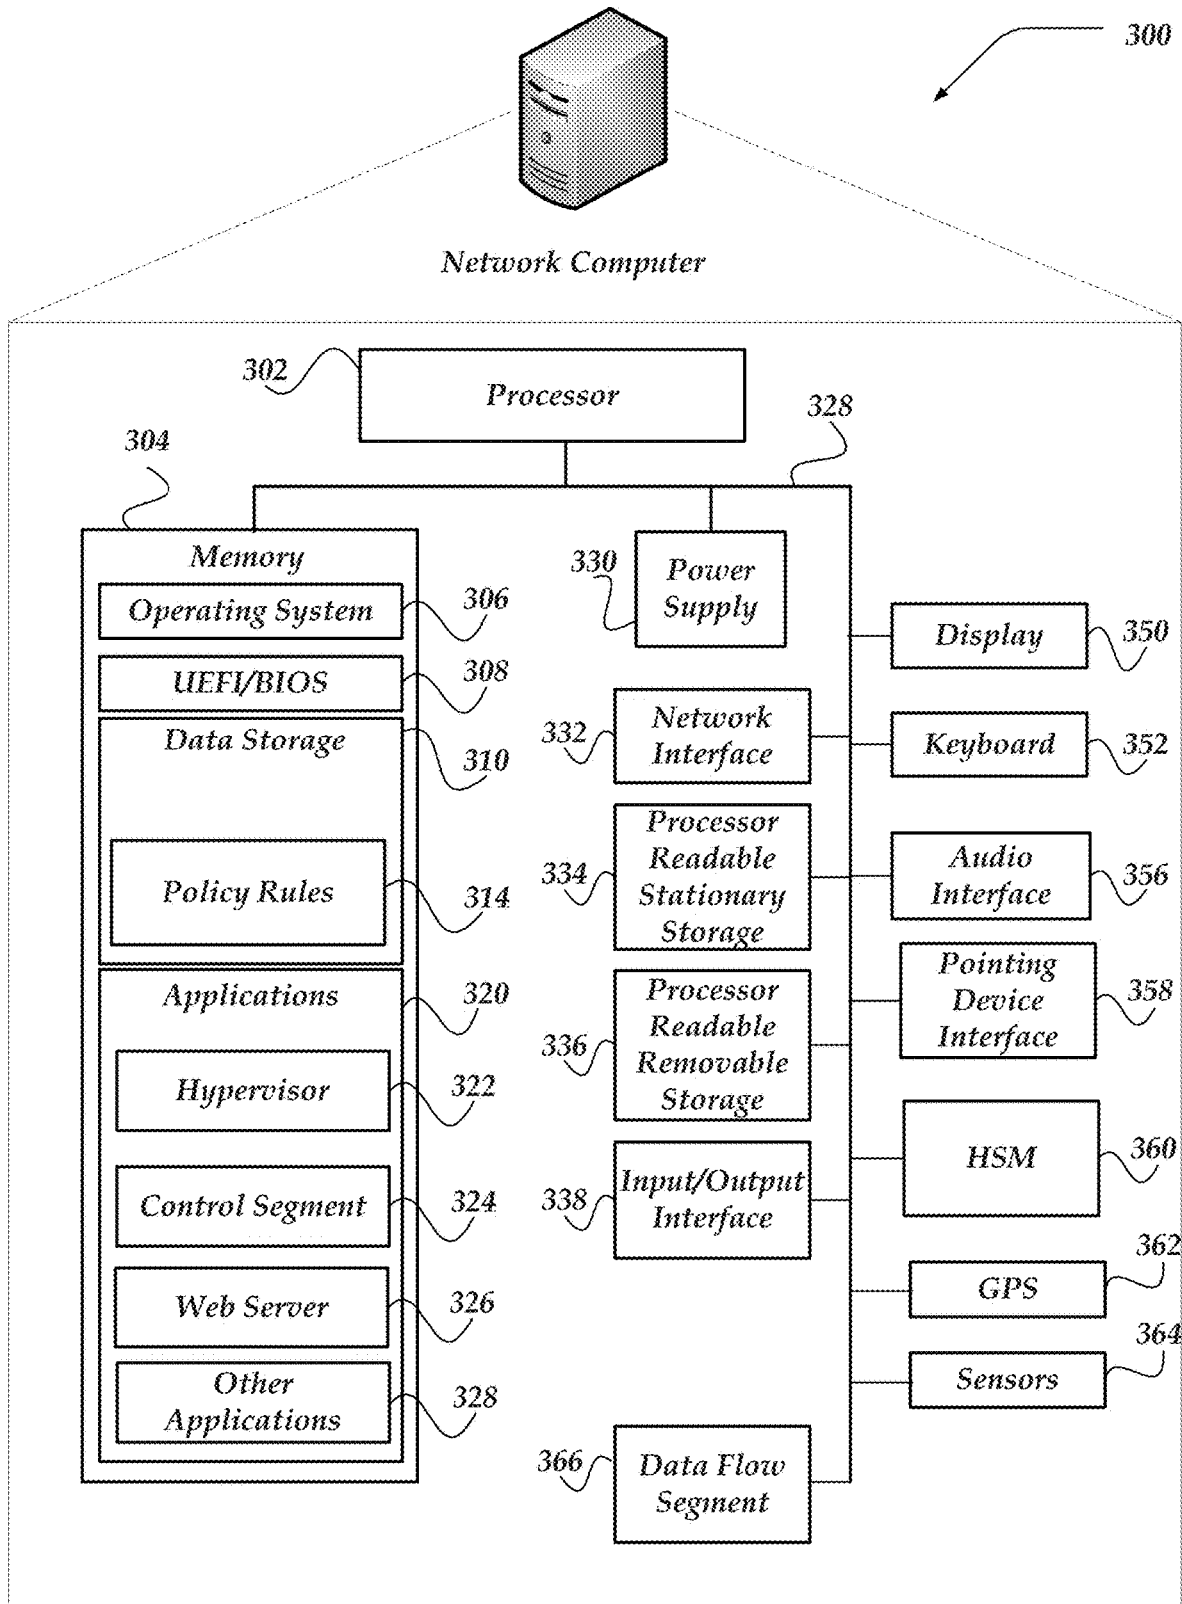 300
Network Computer
302
Processor
328
304
Memory
Operating System
306
UEFI/BIOS
308
Data Storage
310
Policy Rules
314
Applications
320
Hypervisor
322
Control Segment
324
Web Server
326
Other
Applications
328
330
Power
Supply
332
Network
Interface
334
Processor
Readable
Stationary
Storage
336
Processor
Readable
Removable
Storage
338
Input/Output
Interface
366
Data Flow
Segment
Display
350
Keyboard
352
Audio
Interface
356
Pointing
Device
Interface
358
HSM
360
GPS
362
Sensors
364